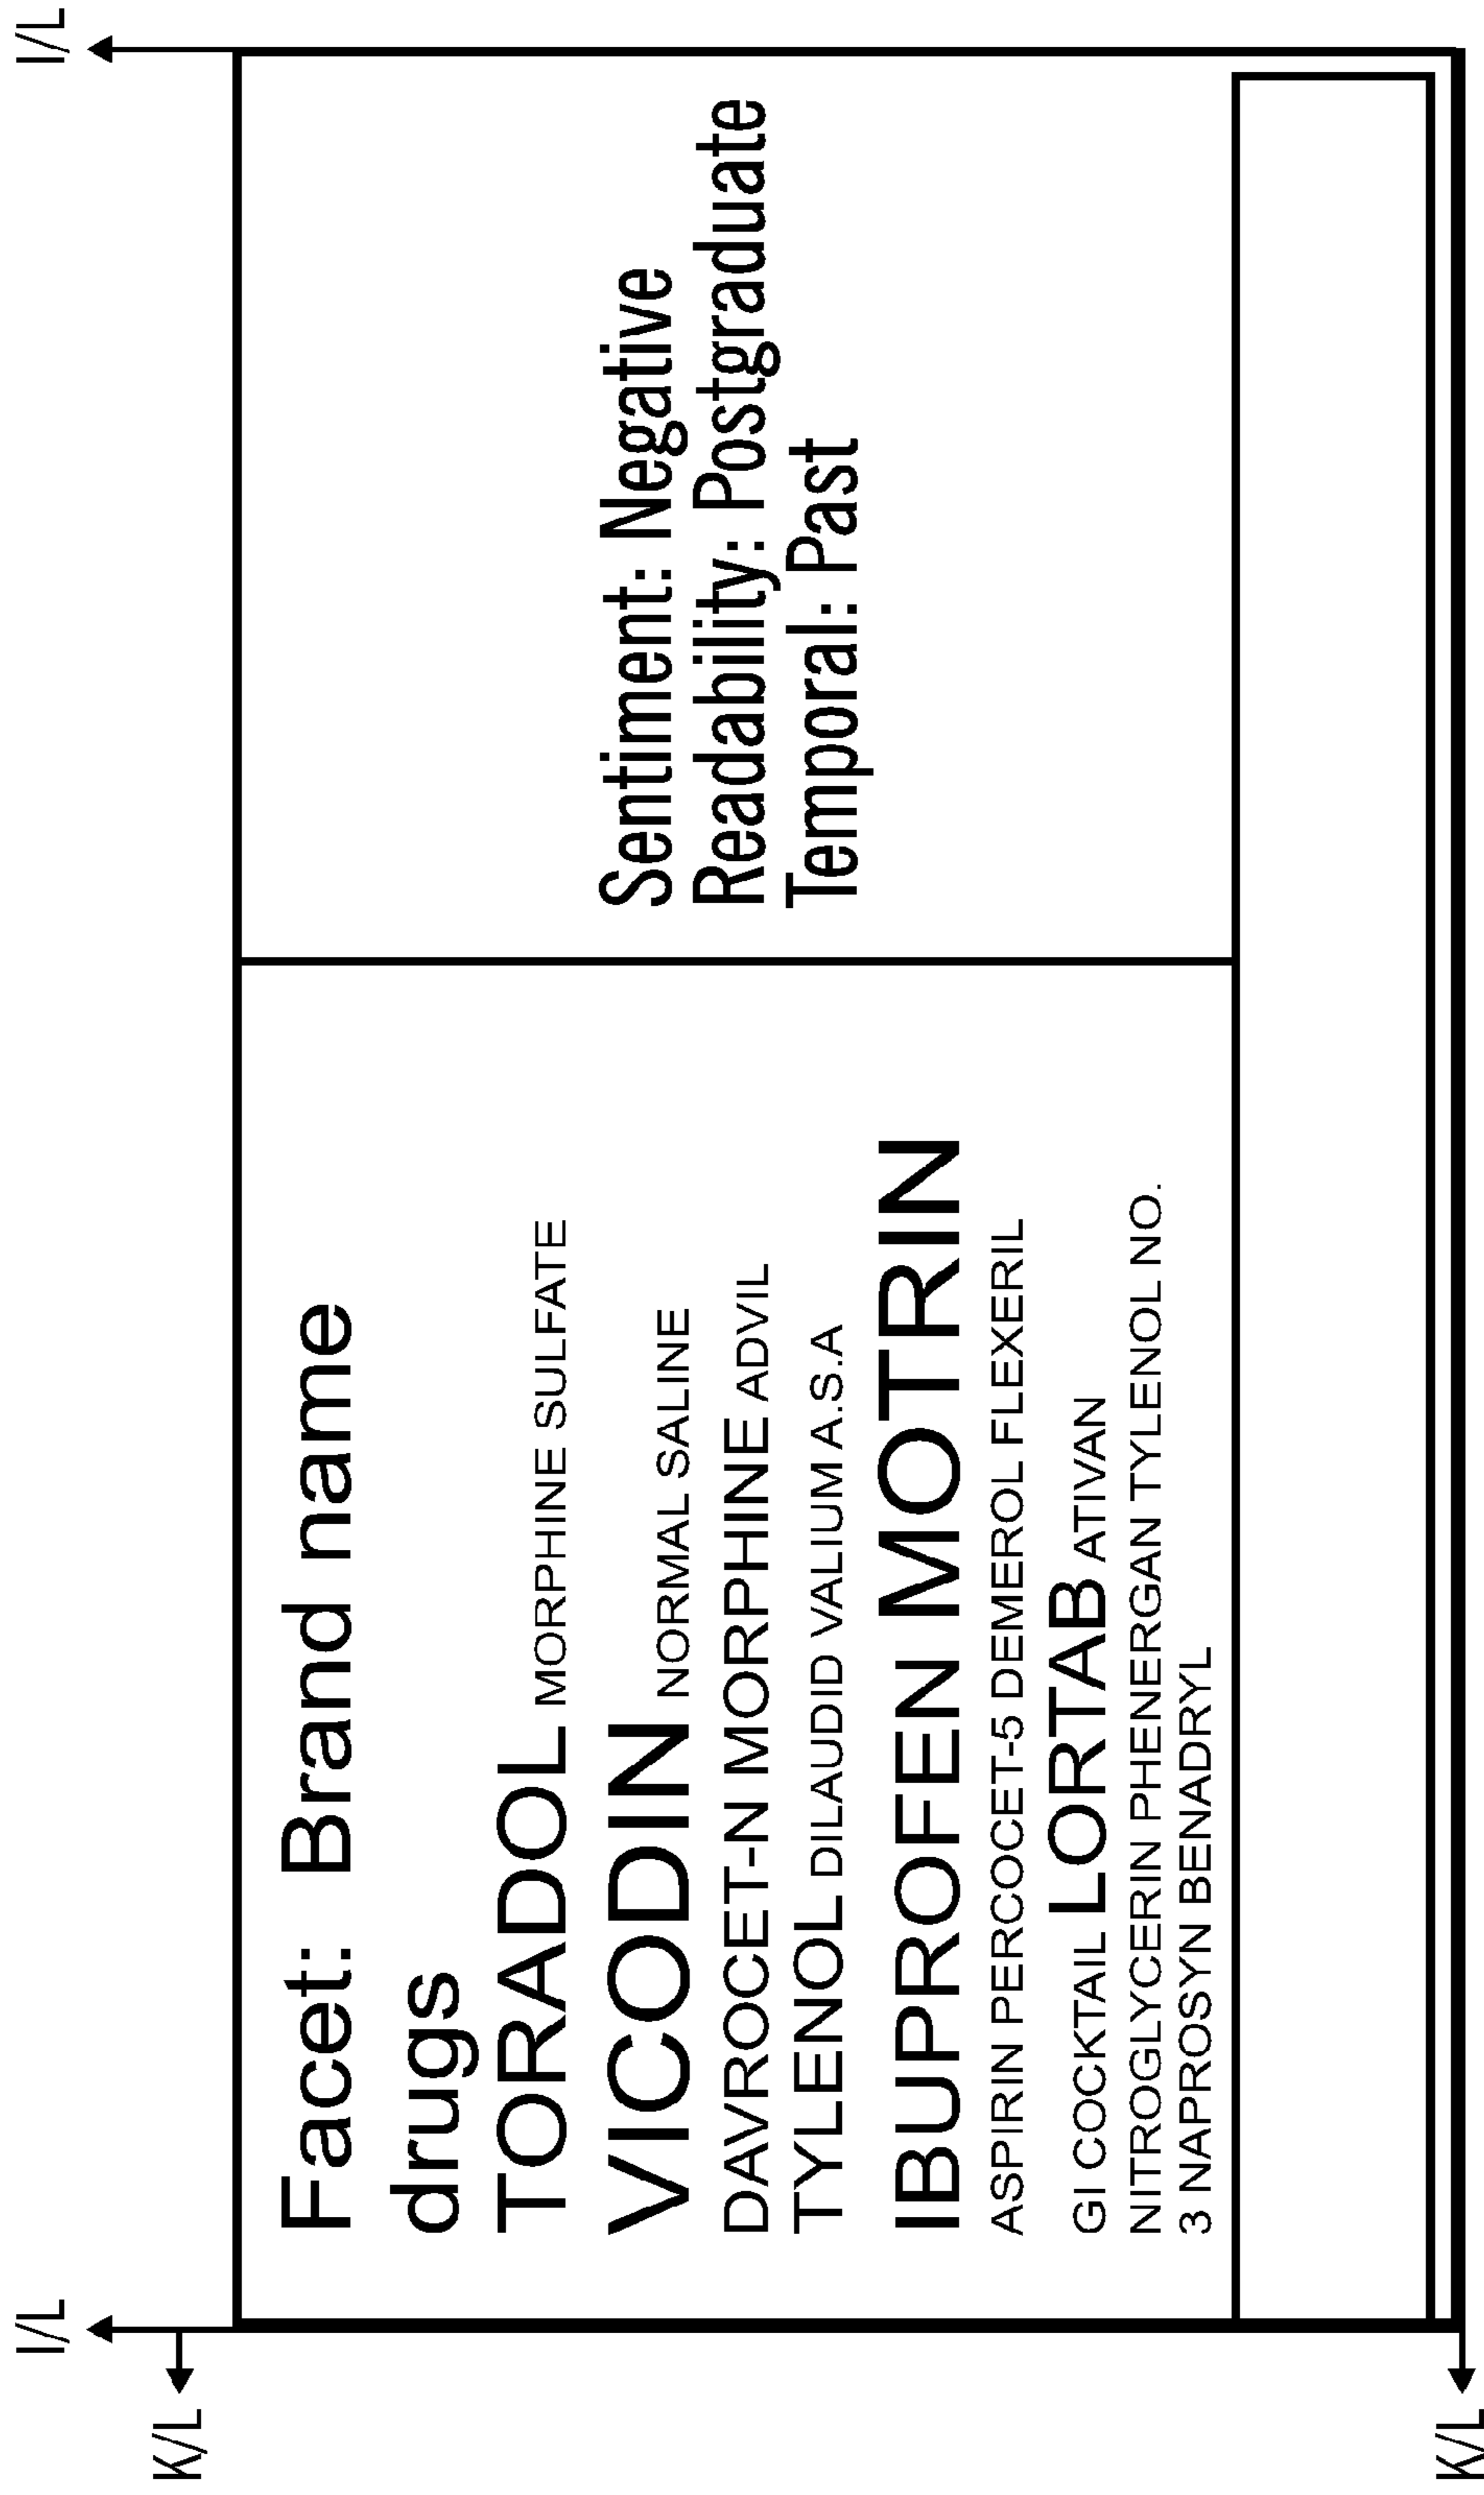 I/L
I/L
K/L
Facet: Brand name
drugs
TORADOL MORPHINE SULFATE
VICODIN NORMAL SALINE
DAVROCET-N MORPHINE ADVIL
TYLENOL DILAUDID VALIUM A.S.A
IBUPROFEN MOTRIN
ASPIRIN PERCOCET-5 DEMEROL FLEXERIL
GI COCKTAIL LORTAB ATIVAN
NITROGLYCERIN PHENERGAN TYLENOL NO.
3 NAPROSYN BENADRYL
Sentiment: Negative
Readability: Postgraduate
Temporal: Past
K/L